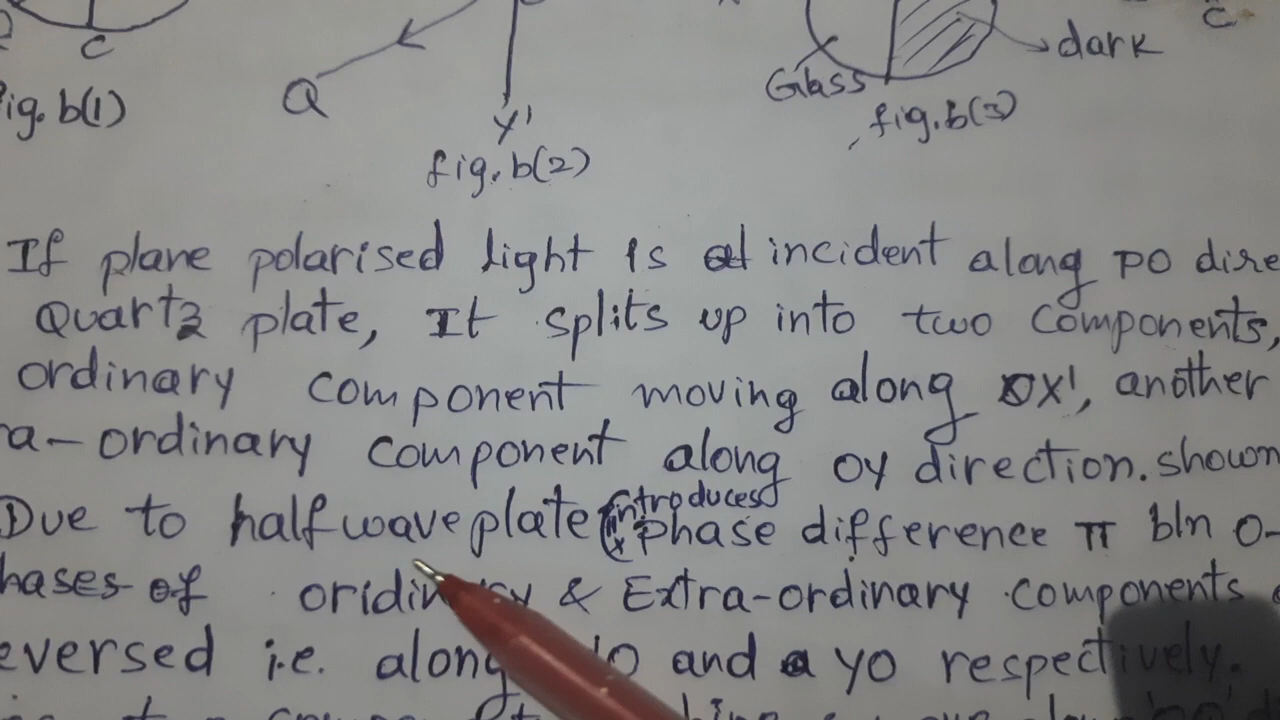 C
Q
Y'
Glass
dark
C
ig. b(1)
fig. b(2)
fig. b(3)
If plane polarised light is incident along PO dire
Quartz plate, It splits up into two components,
ordinary component moving along OX', another
a-ordinary component along OY direction. shown
Due to half wave plate introduces phase difference π bln O-
hases of oridin y & Extra-ordinary components
eversed i.e. along O and YO respectively.